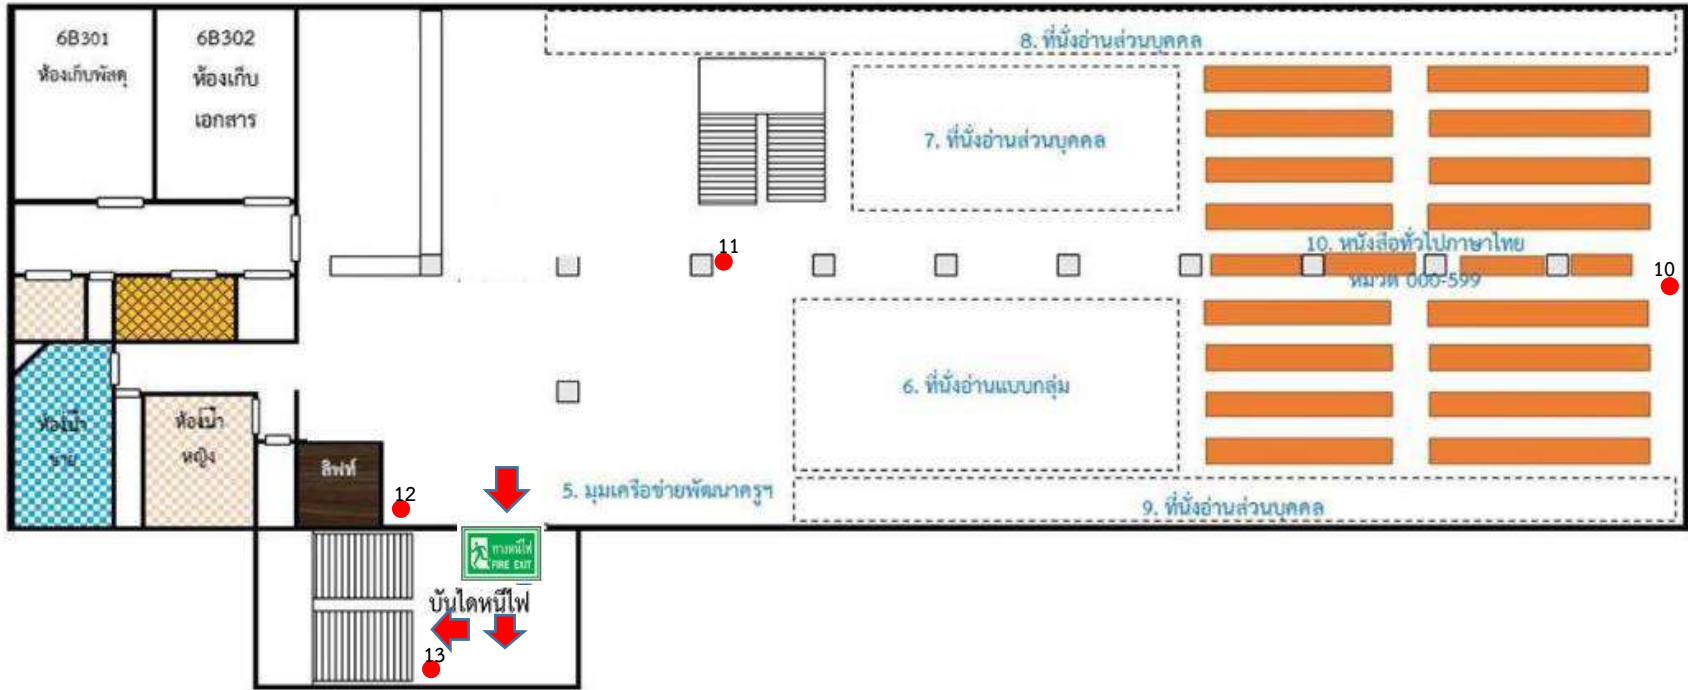 6B301
ห้องเก็บพัสดุ
6B302
ห้องเก็บ
เอกสาร
8. ที่นั่งอ่านส่วนบุคคล
7. ที่นั่งอ่านส่วนบุคคล
11
10. หนังสือทั่วไปภาษาไทย
หมวด 000-599
10
6. ที่นั่งอ่านแบบกลุ่ม
ห้องน้ำ
ชาย
ห้องน้ำ
หญิง
ลิฟท์
12
5. มุมเครือข่ายพัฒนาครูฯ
9. ที่นั่งอ่านส่วนบุคคล
ทางหนีไฟ
FIRE EXIT
บันไดหนีไฟ
13